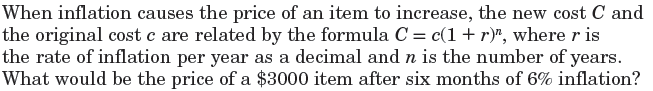 When inflation causes the price of an item to increase, the new cost C and
the original cost c are related by the formula C = c(1 + r)ⁿ, where r is
the rate of inflation per year as a decimal and n is the number of years.
What would be the price of a $3000 item after six months of 6% inflation?